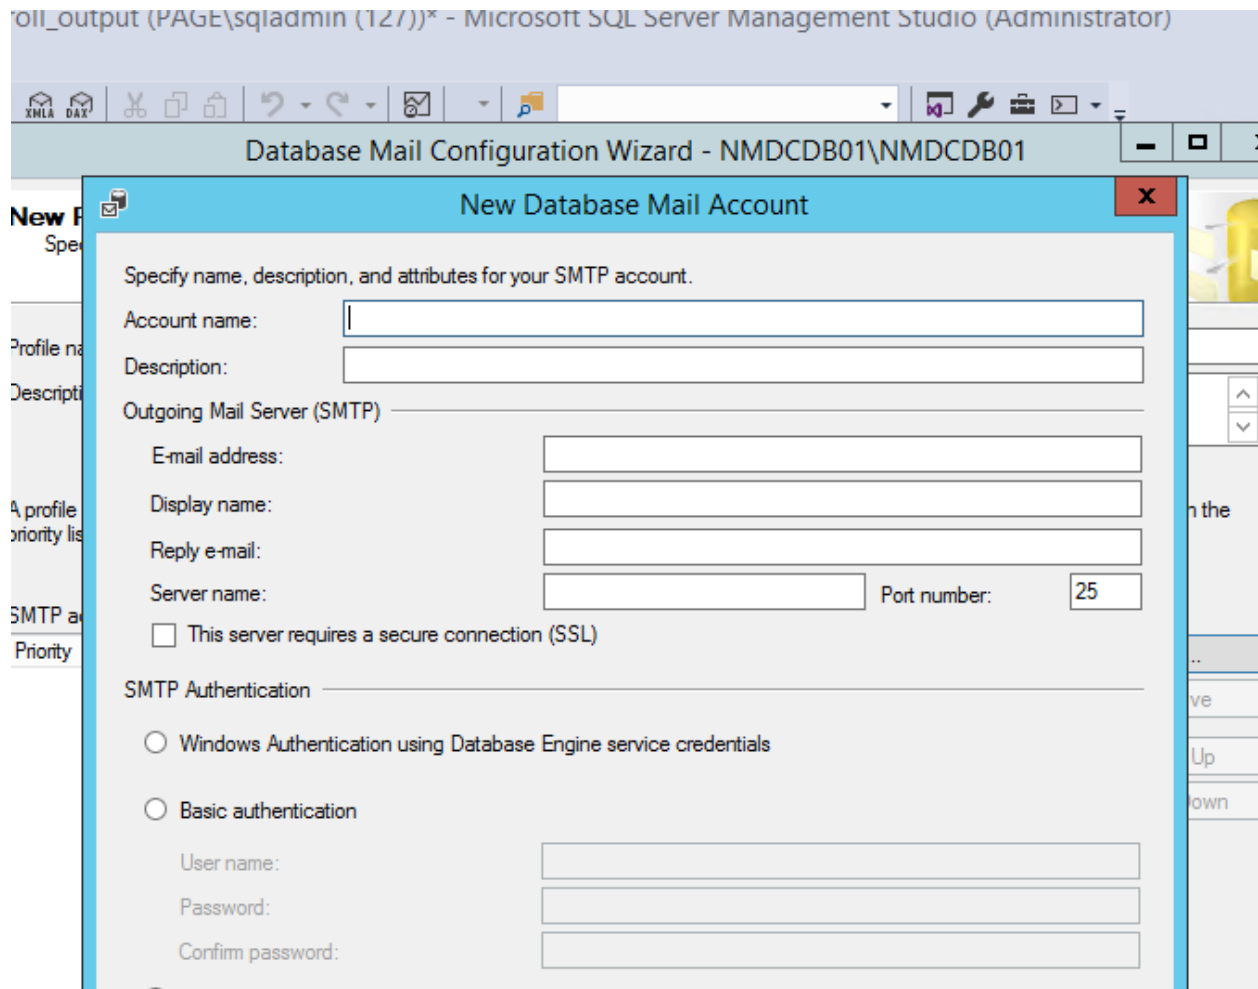 roll_output (PAGE\sqladmin (127))* - Microsoft SQL Server Management Studio (Administrator)
XMLA DAX
Database Mail Configuration Wizard - NMDCDB01\NMDCDB01
New Database Mail Account
New
Specify name, description, and attributes for your SMTP account.
Account name:
Profile na
Description:
Descripti
Outgoing Mail Server (SMTP)
E-mail address:
Display name:
A profile
n the
priority lis
Reply e-mail:
Server name:
Port number: 25
SMTP a
This server requires a secure connection (SSL)
Priority
..
SMTP Authentication
ve
Windows Authentication using Database Engine service credentials
Up
Basic authentication
Down
User name:
Password:
Confirm password: